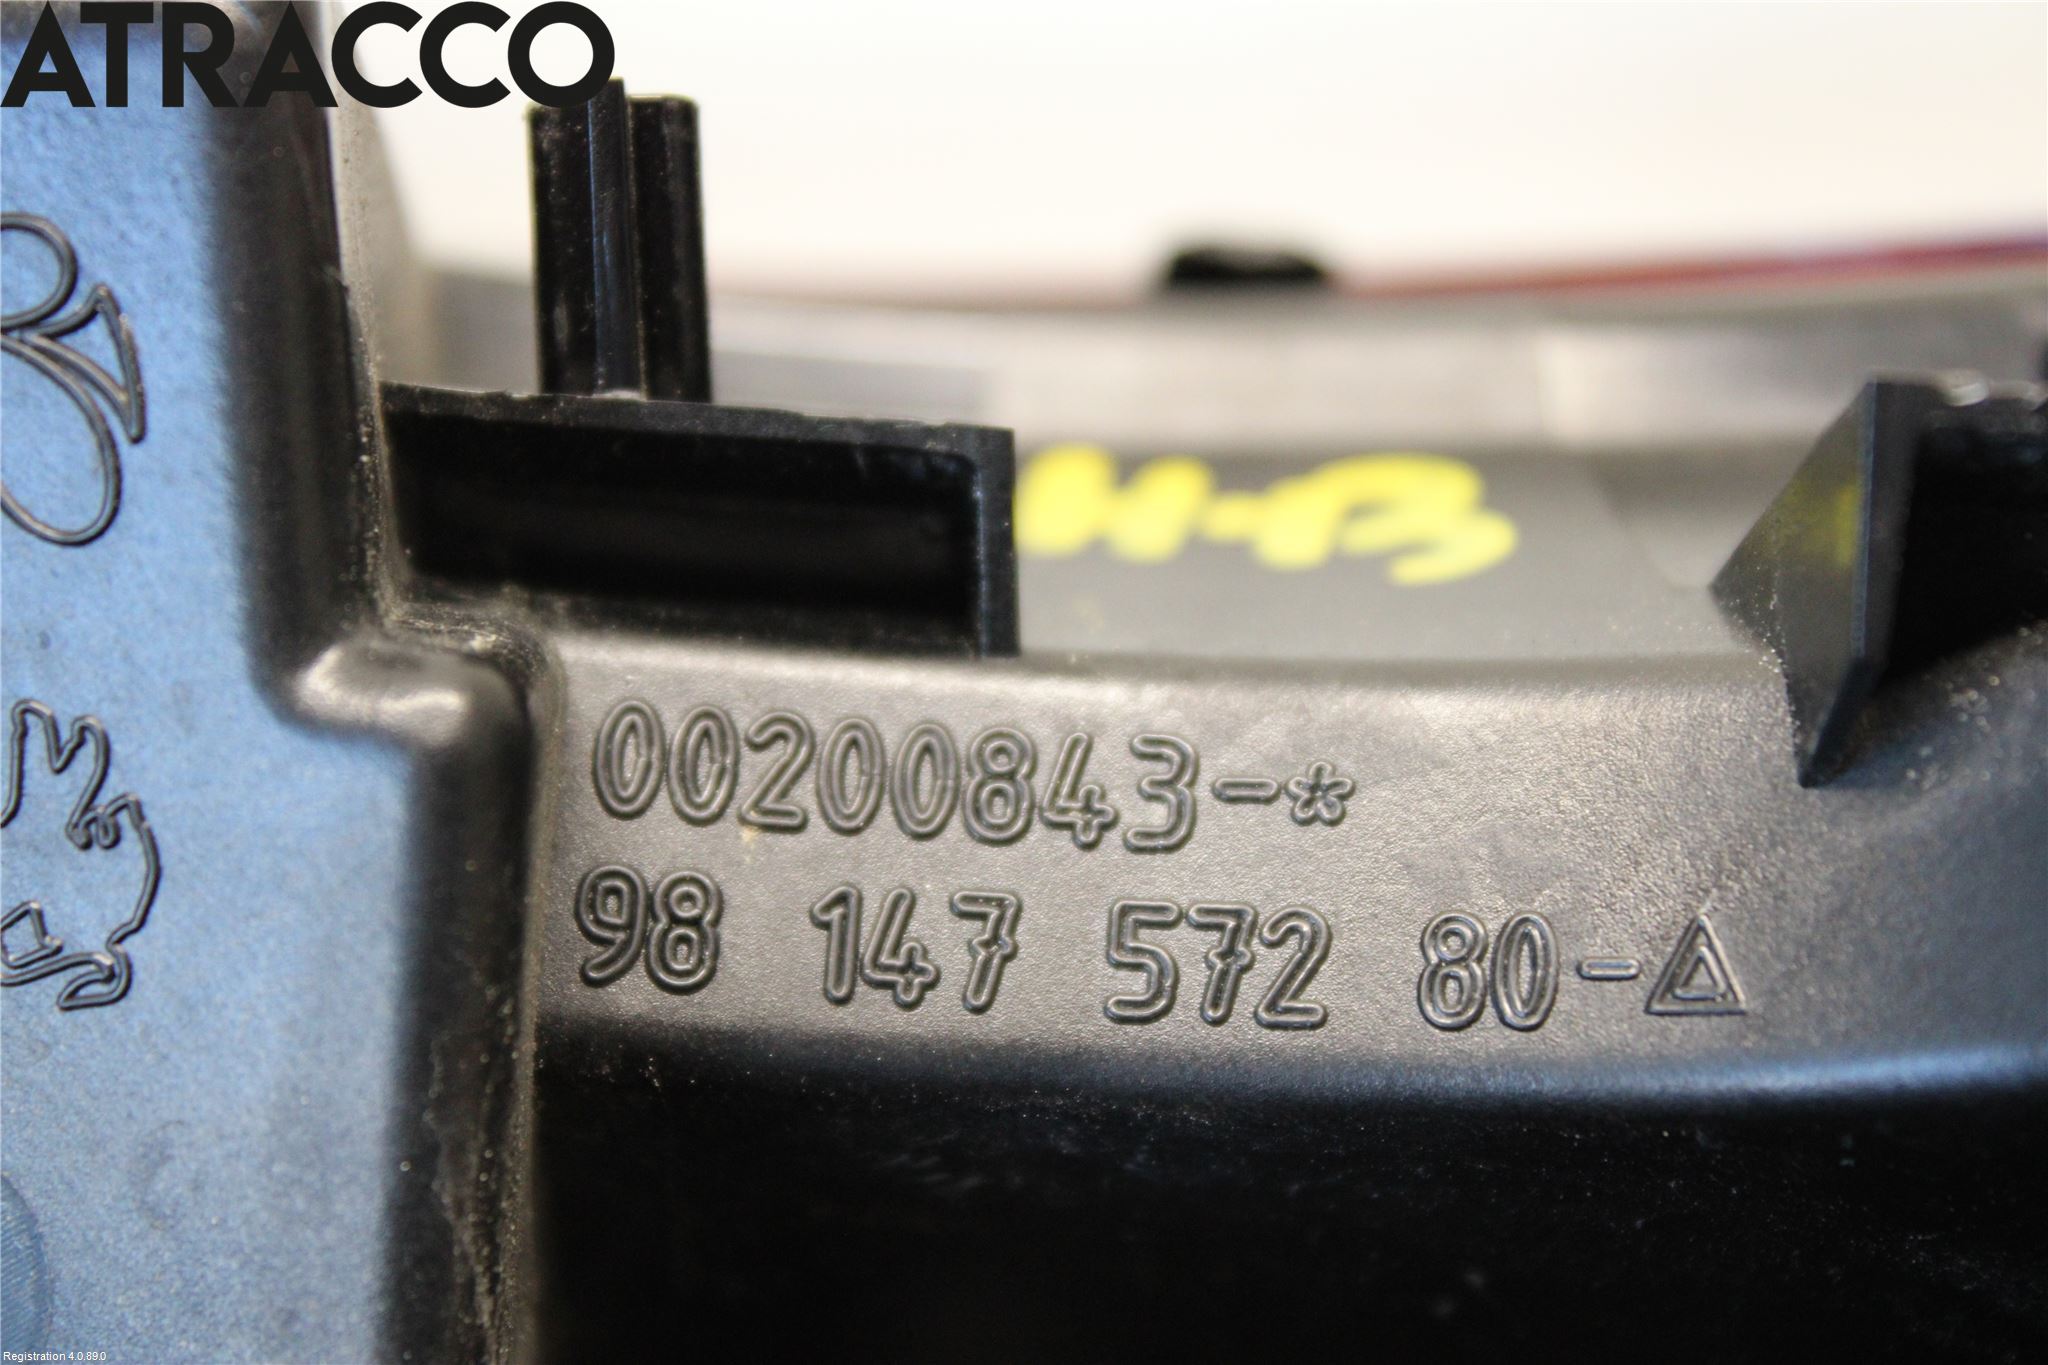 ATRACCO
H-B
00200843-*
98 147 572 80-△
Registration 4.0.89.0